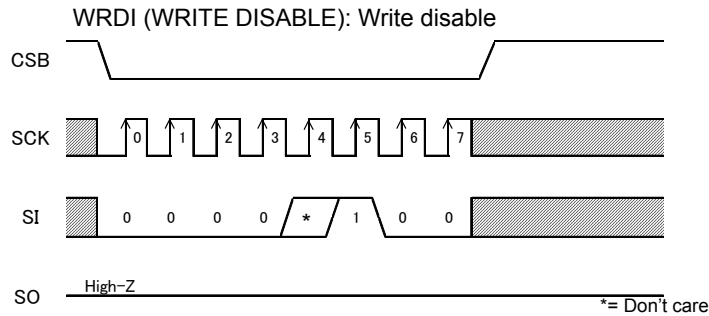 WRDI (WRITE DISABLE): Write disable
CSB
SCK 0 1 2 3 4 5 6 7
SI 0 0 0 0 * 1 0 0
SO High-Z
*= Don't care